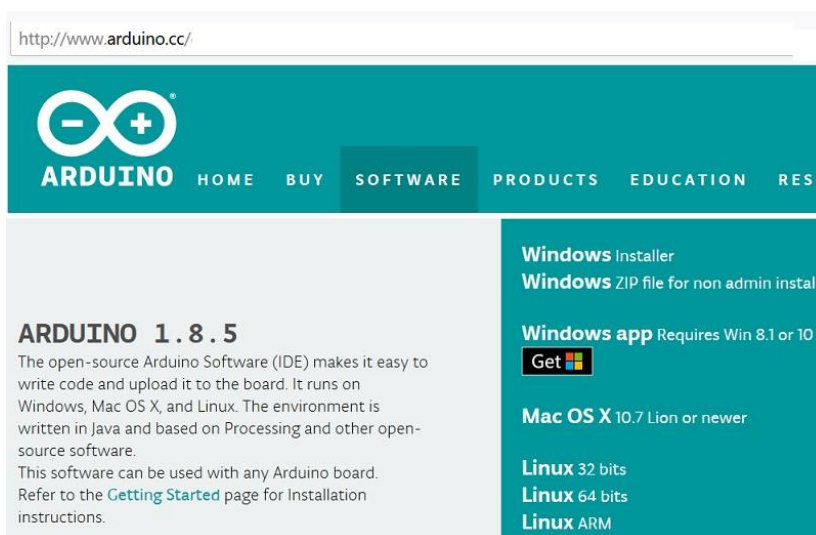 http://www.arduino.cc/
ARDUINO
HOME BUY SOFTWARE PRODUCTS EDUCATION RES
ARDUINO 1.8.5
The open-source Arduino Software (IDE) makes it easy to
write code and upload it to the board. It runs on
Windows, Mac OS X, and Linux. The environment is
written in Java and based on Processing and other open-
source software.
This software can be used with any Arduino board.
Refer to the Getting Started page for Installation
instructions.
Windows Installer
Windows ZIP file for non admin instal
Windows app Requires Win 8.1 or 10
Get
Mac OS X 10.7 Lion or newer
Linux 32 bits
Linux 64 bits
Linux ARM